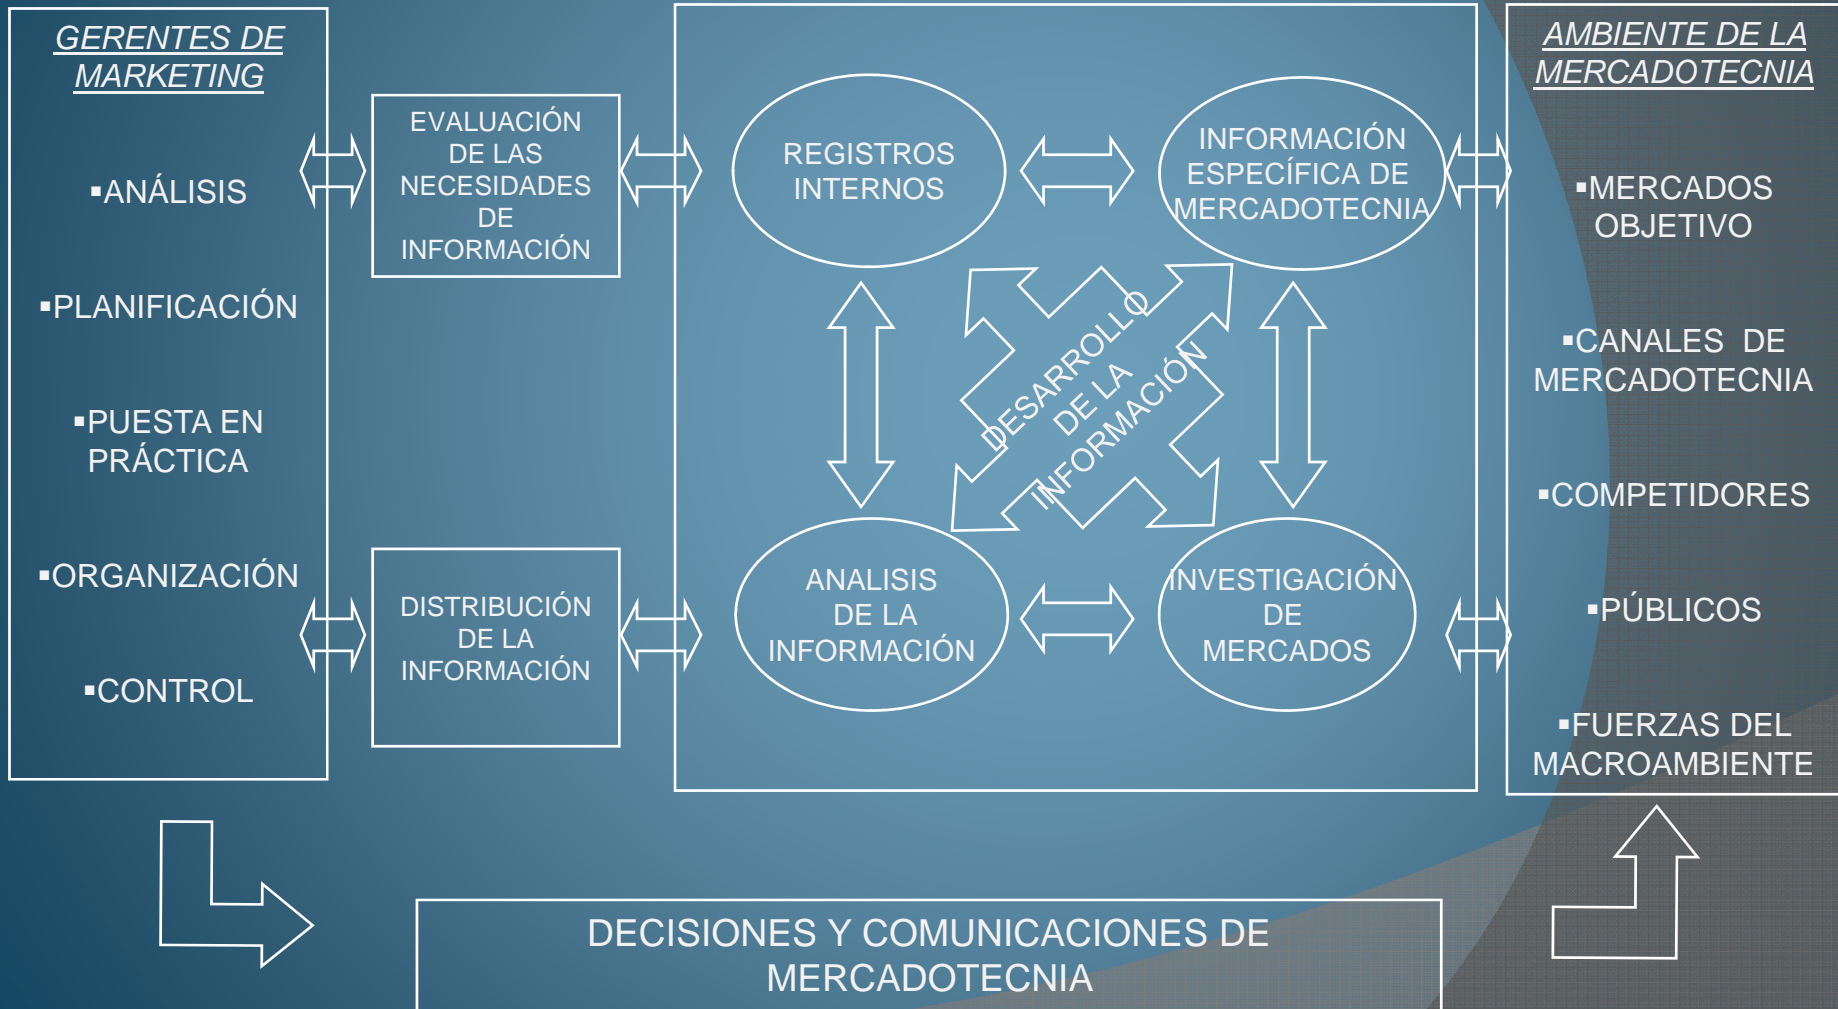 GERENTES DE
MARKETING
▪ANÁLISIS
▪PLANIFICACIÓN
▪PUESTA EN
PRÁCTICA
▪ORGANIZACIÓN
▪CONTROL
EVALUACIÓN
DE LAS
NECESIDADES
DE
INFORMACIÓN
DISTRIBUCIÓN
DE LA
INFORMACIÓN
REGISTROS
INTERNOS
INFORMACIÓN
ESPECÍFICA DE
MERCADOTECNIA
DESARROLLO
DE LA
INFORMACIÓN
ANALISIS
DE LA
INFORMACIÓN
INVESTIGACIÓN
DE
MERCADOS
AMBIENTE DE LA
MERCADOTECNIA
▪MERCADOS
OBJETIVO
▪CANALES DE
MERCADOTECNIA
▪COMPETIDORES
▪PÚBLICOS
▪FUERZAS DEL
MACROAMBIENTE
DECISIONES Y COMUNICACIONES DE
MERCADOTECNIA